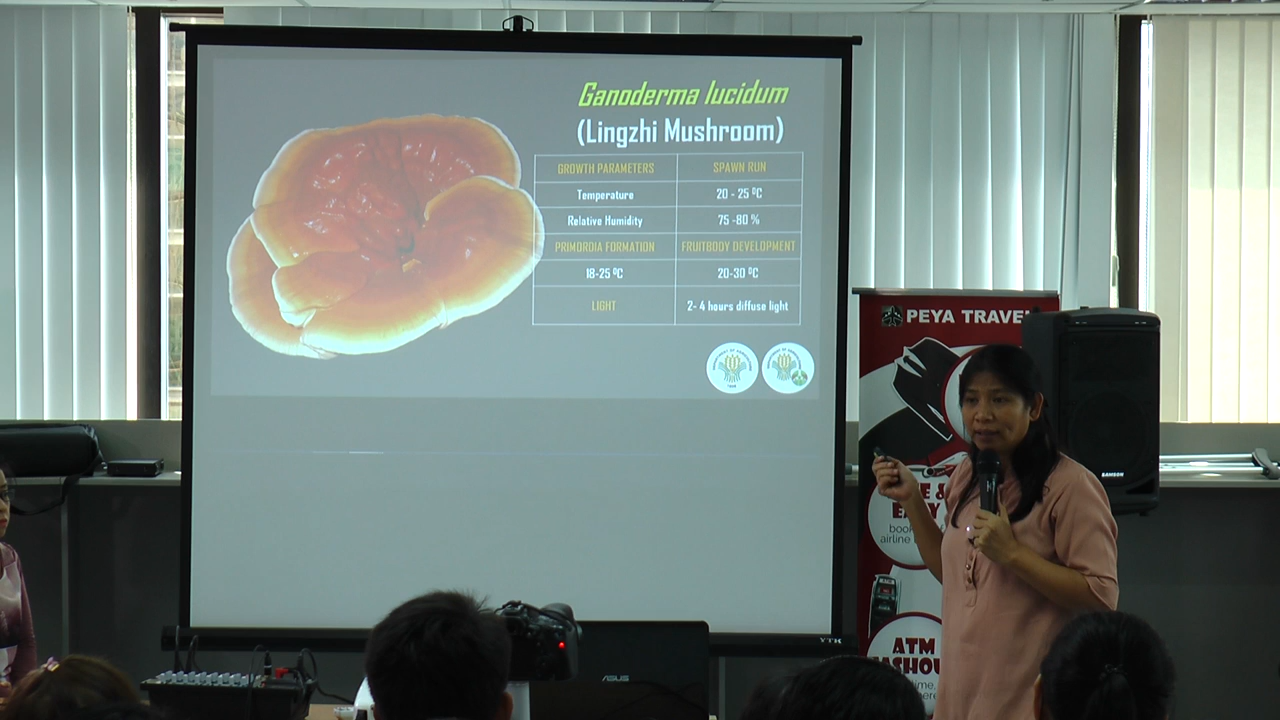 Ganoderma lucidum
(Lingzhi Mushroom)
GROWTH PARAMETERS SPAWN RUN
Temperature 20 - 25 ºC
Relative Humidity 75 -80 %
PRIMORDIA FORMATION FRUITBODY DEVELOPMENT
18-25 ºC 20-30 ºC
LIGHT 2- 4 hours diffuse light
PEYA TRAVEL
SAMSON
airline
ATM
VTK
ASUS